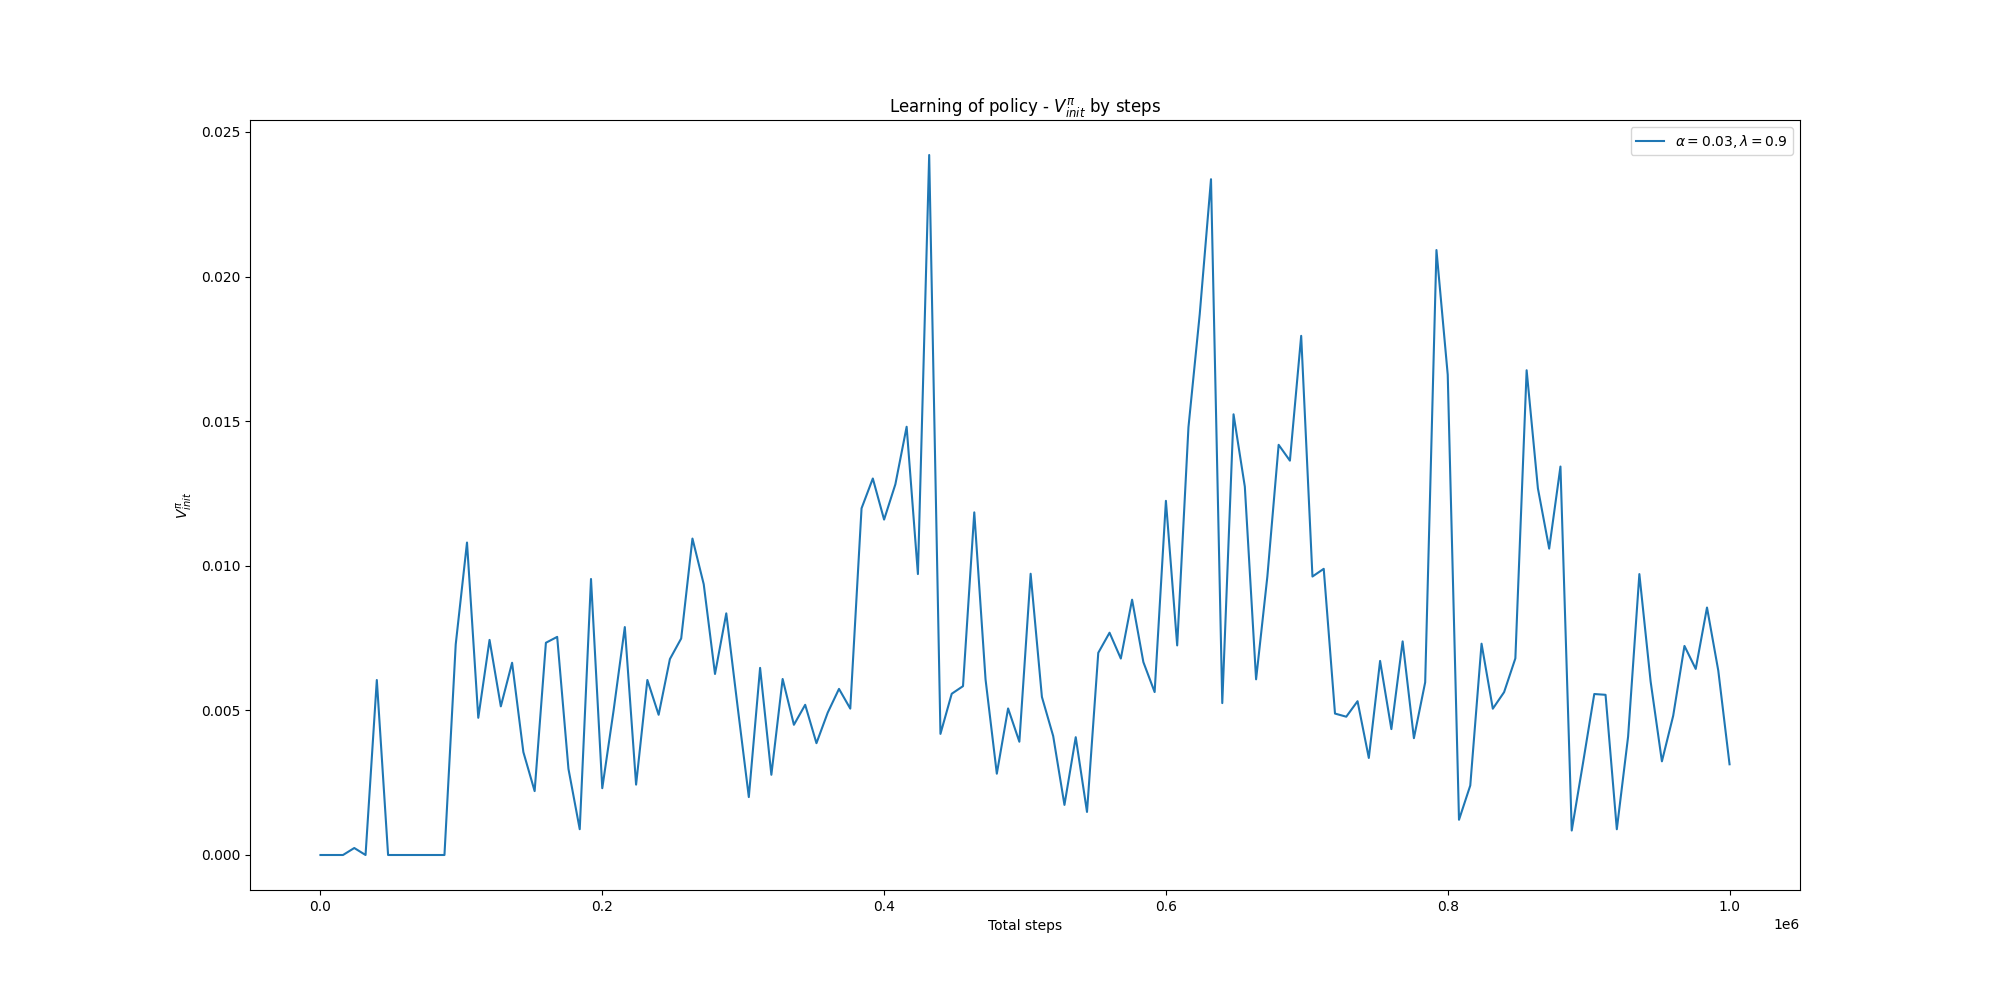 Learning of policy - $V_{init}^{\pi}$ by steps
α = 0.03, λ = 0.9
0.025
0.020
0.015
0.010
0.005
0.000
$V_{init}^{\pi}$
0.0 0.2 0.4 0.6 0.8 1.0
Total steps
1e6